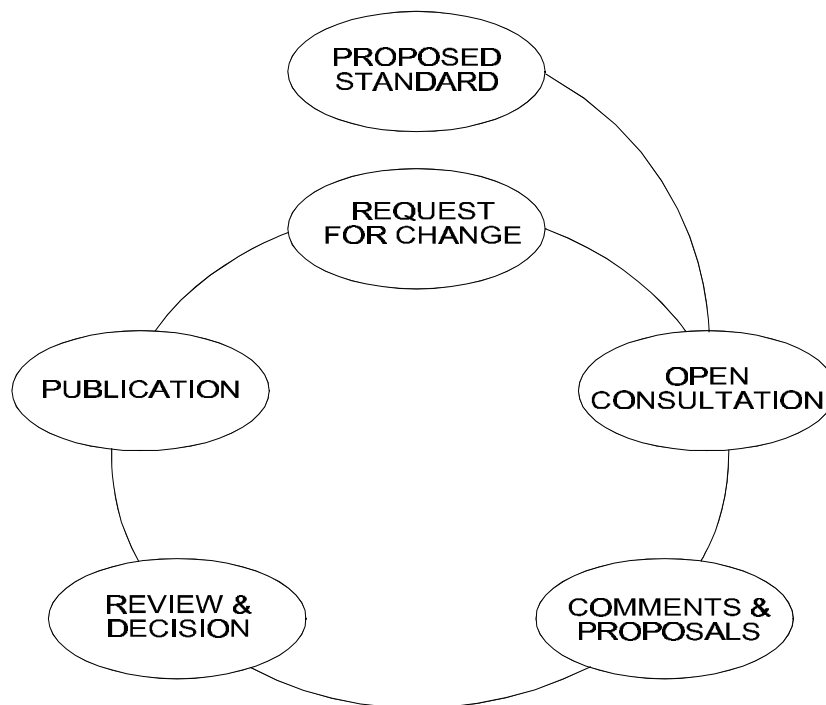 PROPOSED
STANDARD
REQUEST
FOR CHANGE
PUBLICATION
OPEN
CONSULTATION
REVIEW &
DECISION
COMMENTS &
PROPOSALS